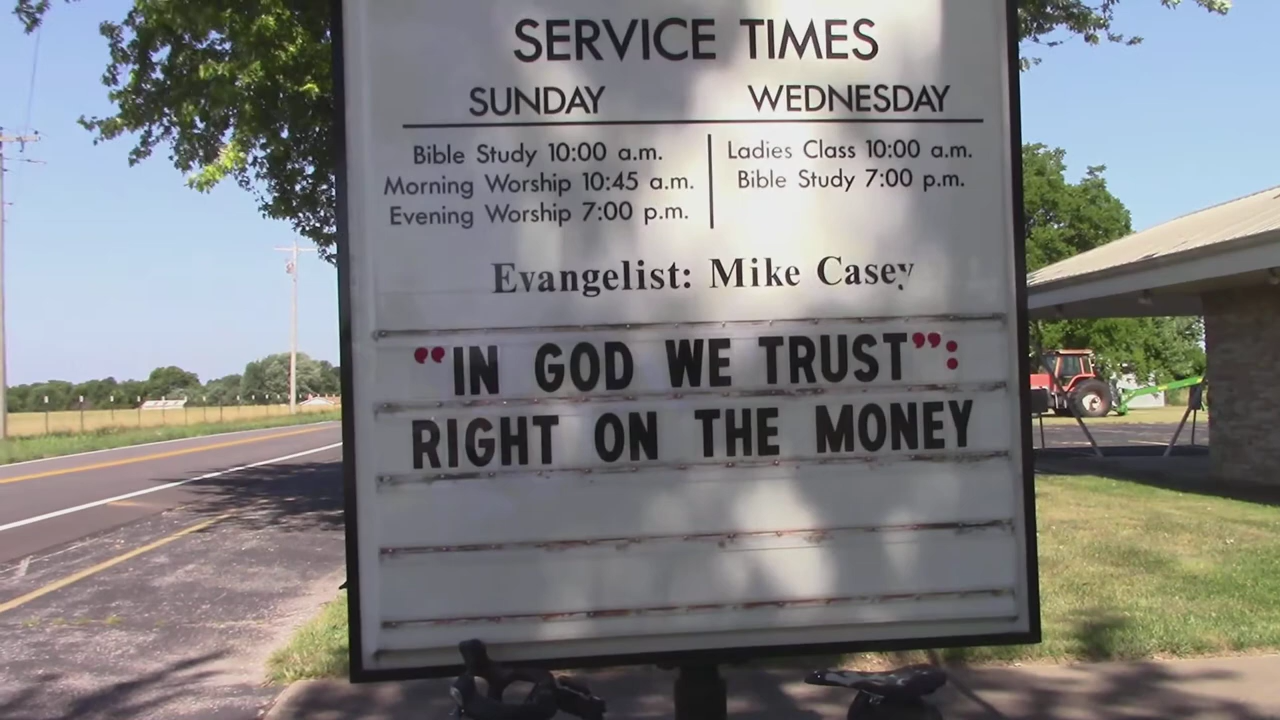 SERVICE TIMES
SUNDAY
Bible Study 10:00 a.m.
Morning Worship 10:45 a.m.
Evening Worship 7:00 p.m.
WEDNESDAY
Ladies Class 10:00 a.m.
Bible Study 7:00 p.m.
Evangelist: Mike Casey
"IN GOD WE TRUST":
RIGHT ON THE MONEY